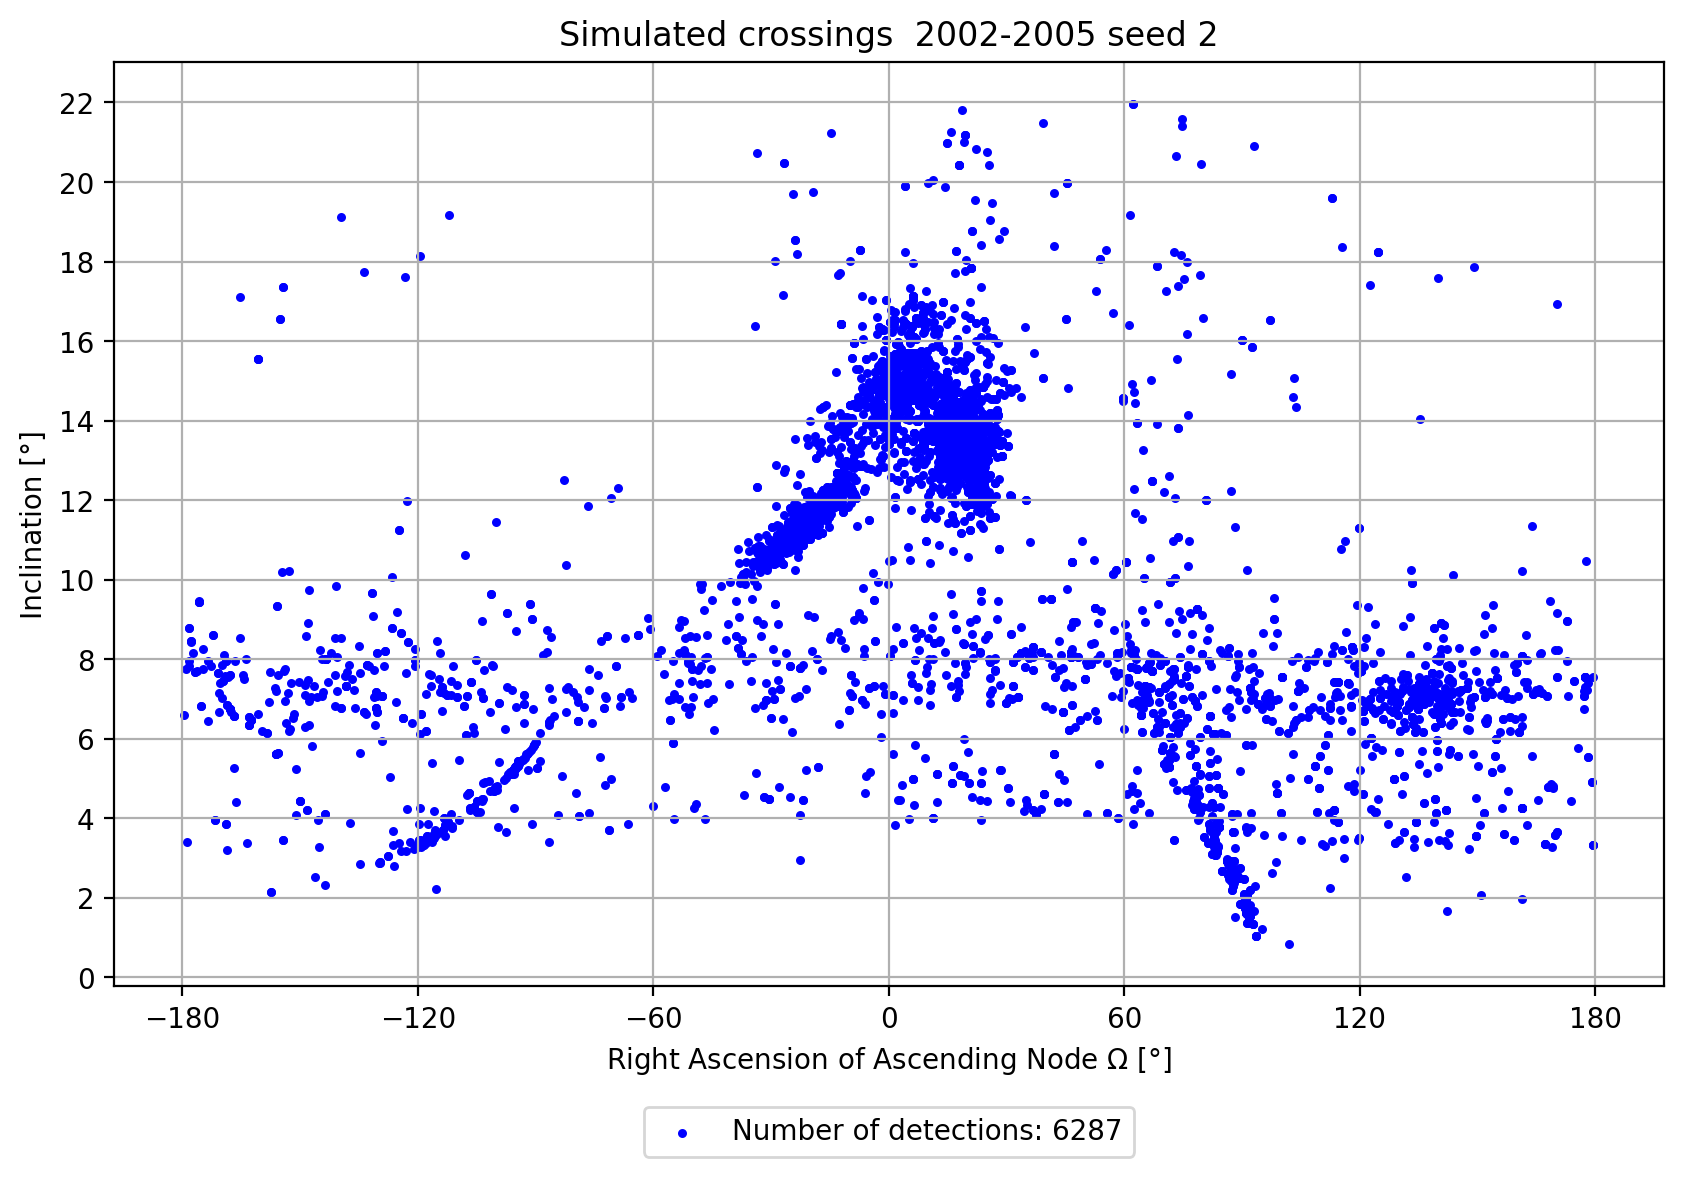 Simulated crossings  2002-2005 seed 2
22
20
18
16
14
12
10
8
6
4
2
0
Inclination [°]
−180 −120 −60 0 60 120 180
Right Ascension of Ascending Node Ω [°]
Number of detections: 6287